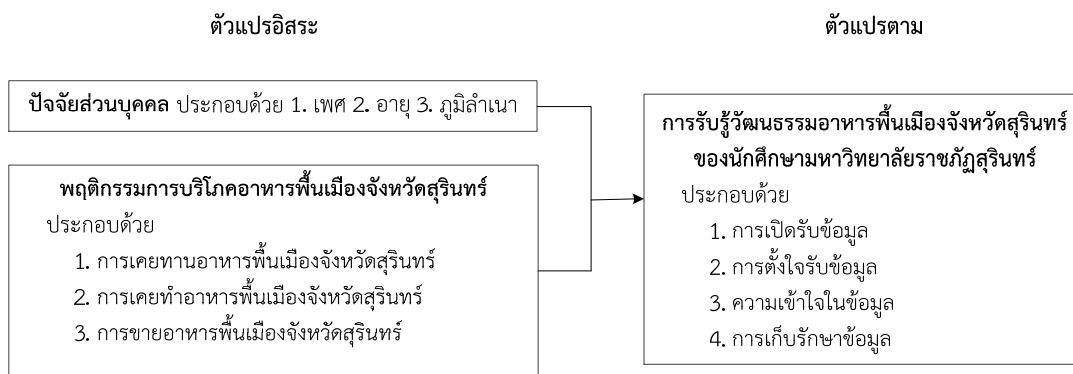 ตัวแปรอิสระ
ตัวแปรตาม
ปัจจัยส่วนบุคคล ประกอบด้วย 1. เพศ 2. อายุ 3. ภูมิลำเนา
พฤติกรรมการบริโภคอาหารพื้นเมืองจังหวัดสุรินทร์
ประกอบด้วย
1. การเคยทานอาหารพื้นเมืองจังหวัดสุรินทร์
2. การเคยทำอาหารพื้นเมืองจังหวัดสุรินทร์
3. การขายอาหารพื้นเมืองจังหวัดสุรินทร์
การรับรู้วัฒนธรรมอาหารพื้นเมืองจังหวัดสุรินทร์
ของนักศึกษามหาวิทยาลัยราชภัฏสุรินทร์
ประกอบด้วย
1. การเปิดรับข้อมูล
2. การตั้งใจรับข้อมูล
3. ความเข้าใจในข้อมูล
4. การเก็บรักษาข้อมูล